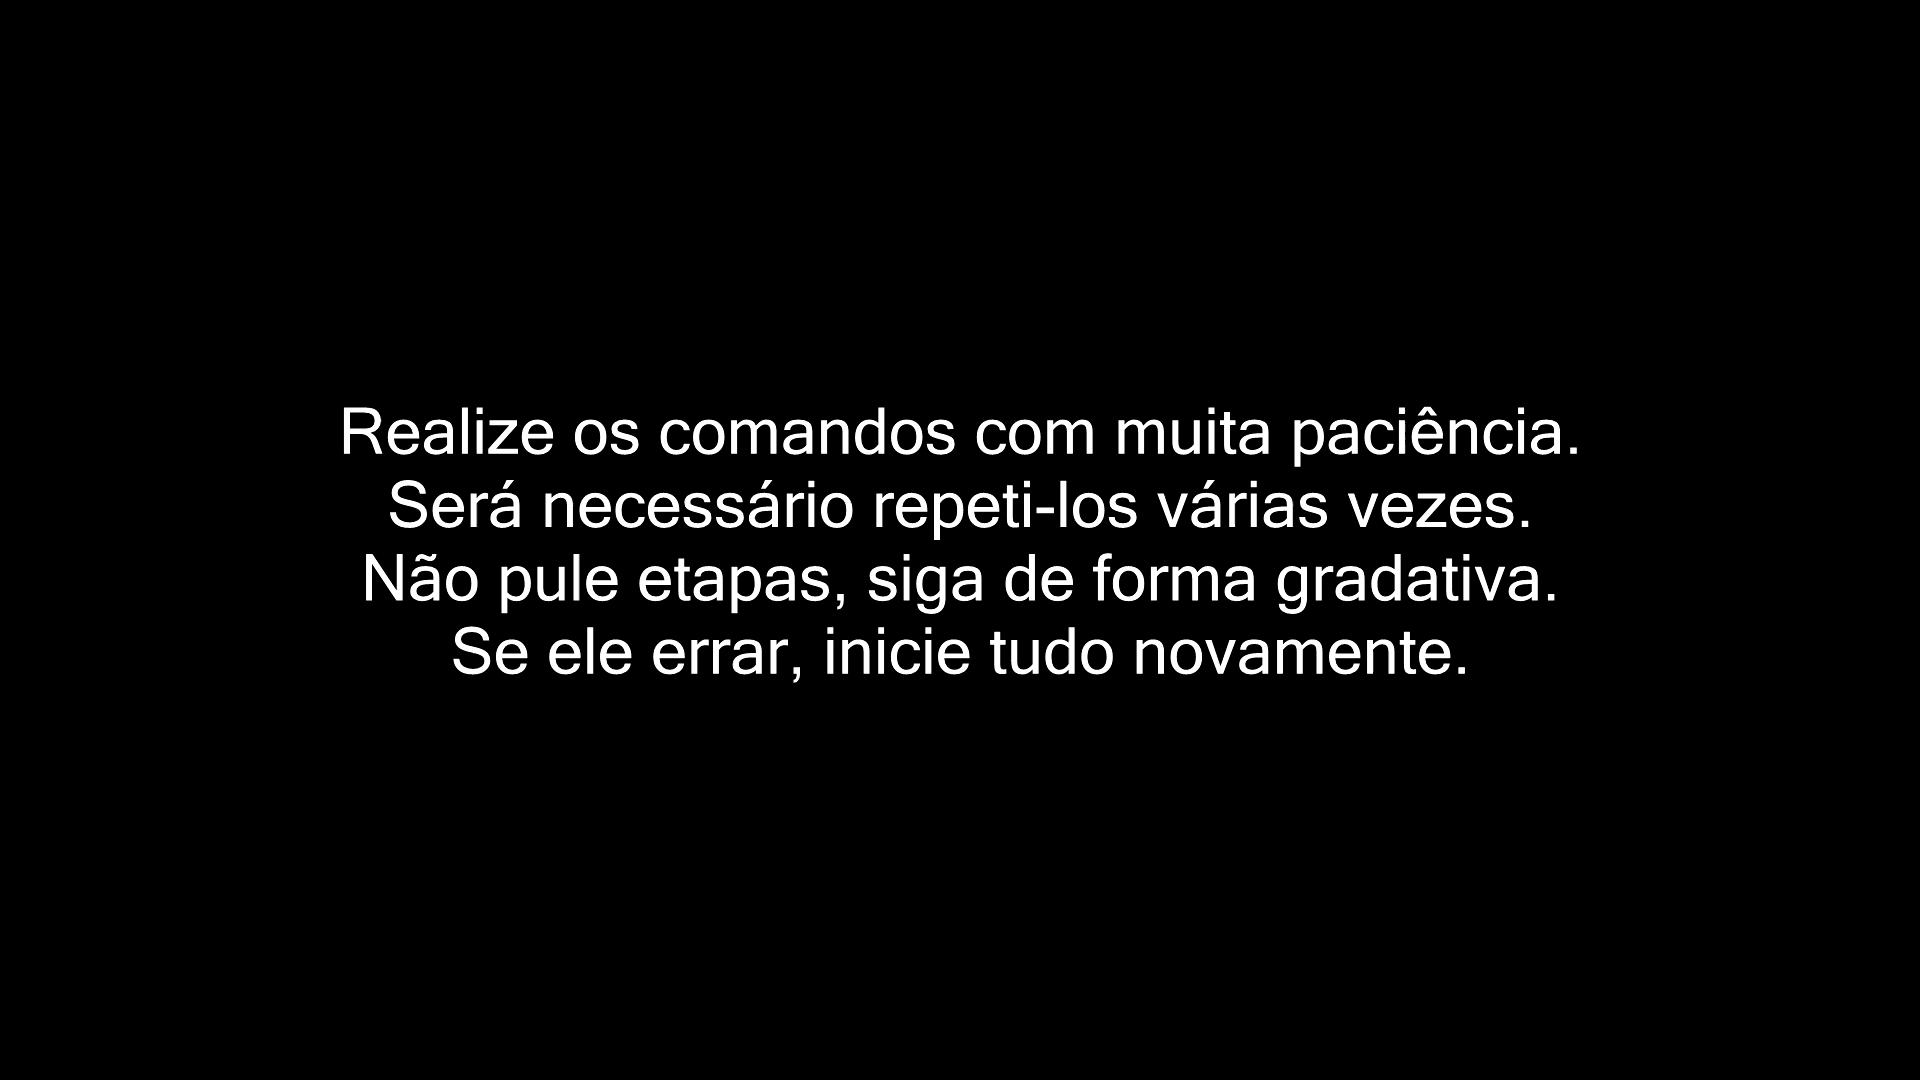 Realize os comandos com muita paciência.
Será necessário repeti-los várias vezes.
Não pule etapas, siga de forma gradativa.
Se ele errar, inicie tudo novamente.